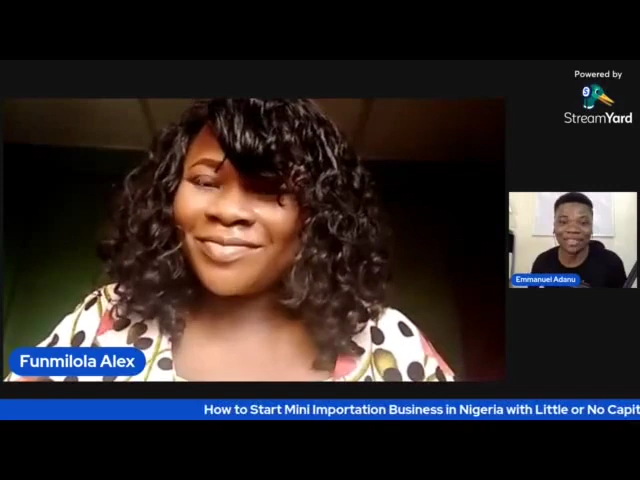 Powered by
StreamYard
Emmanuel Adanu
Funmilola Alex
How to Start Mini Importation Business in Nigeria with Little or No Capit